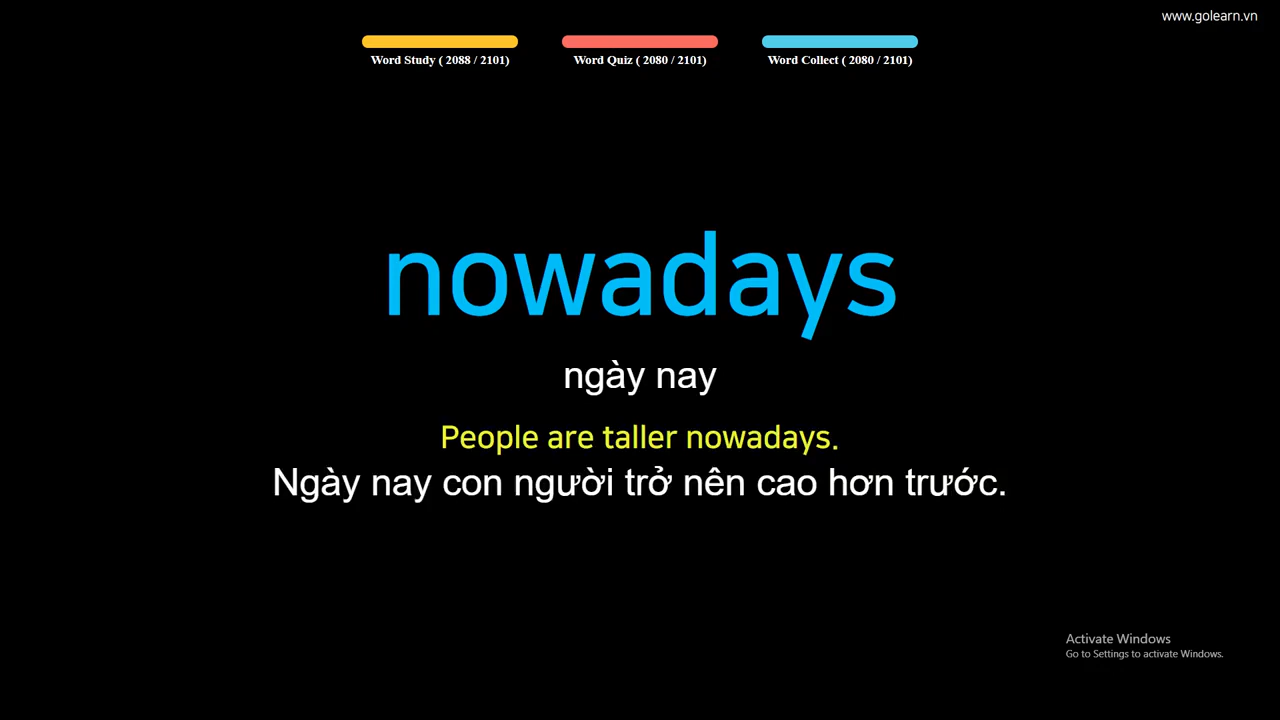 www.golearn.vn
Word Study ( 2088 / 2101) Word Quiz ( 2080 / 2101) Word Collect ( 2080 / 2101)
nowadays
ngày nay
People are taller nowadays.
Ngày nay con người trở nên cao hơn trước.
Activate Windows
Go to Settings to activate Windows.